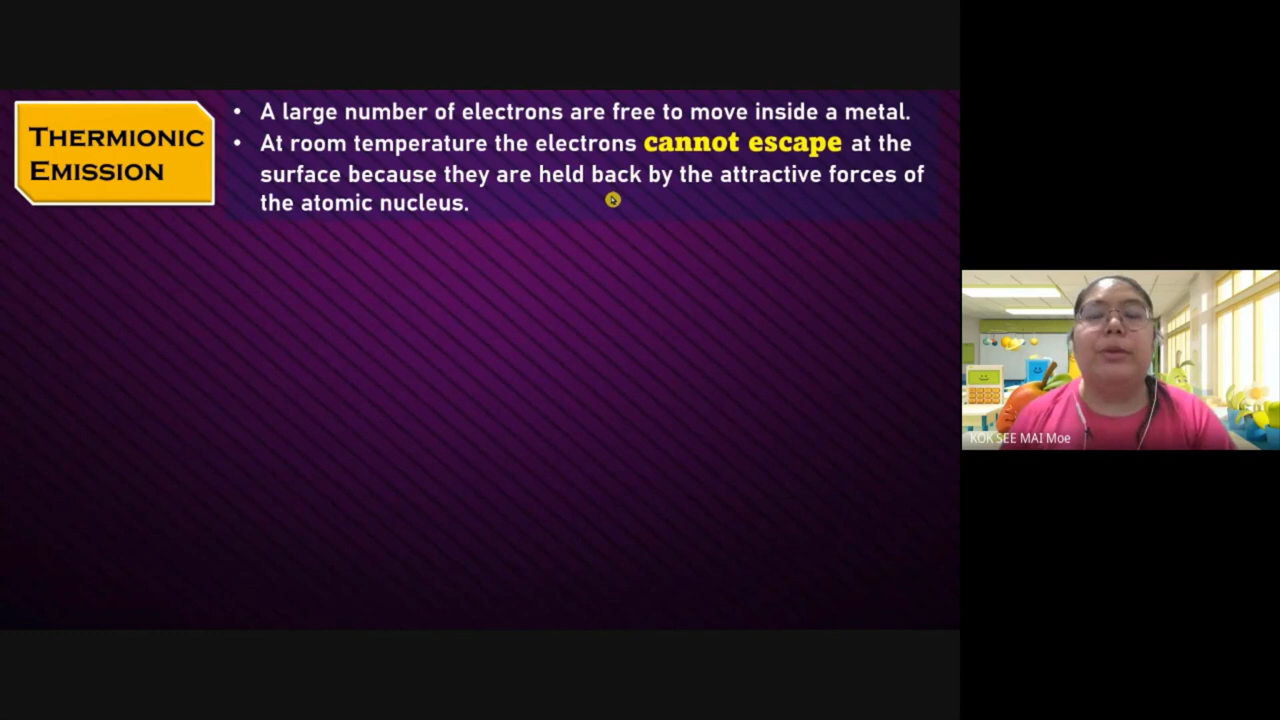 THERMIONIC
EMISSION
• A large number of electrons are free to move inside a metal.
• At room temperature the electrons cannot escape at the
surface because they are held back by the attractive forces of
the atomic nucleus.
KOK SEE MAI Moe